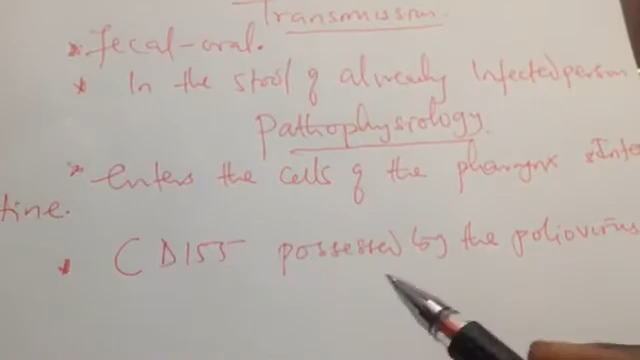 Transmission.
* fecal-oral.
* In the stool of already Infected person.
Pathophysiology.
* enters the cells of the pharynx & Inte
tine.
* CD155 possessed by the poliovirus